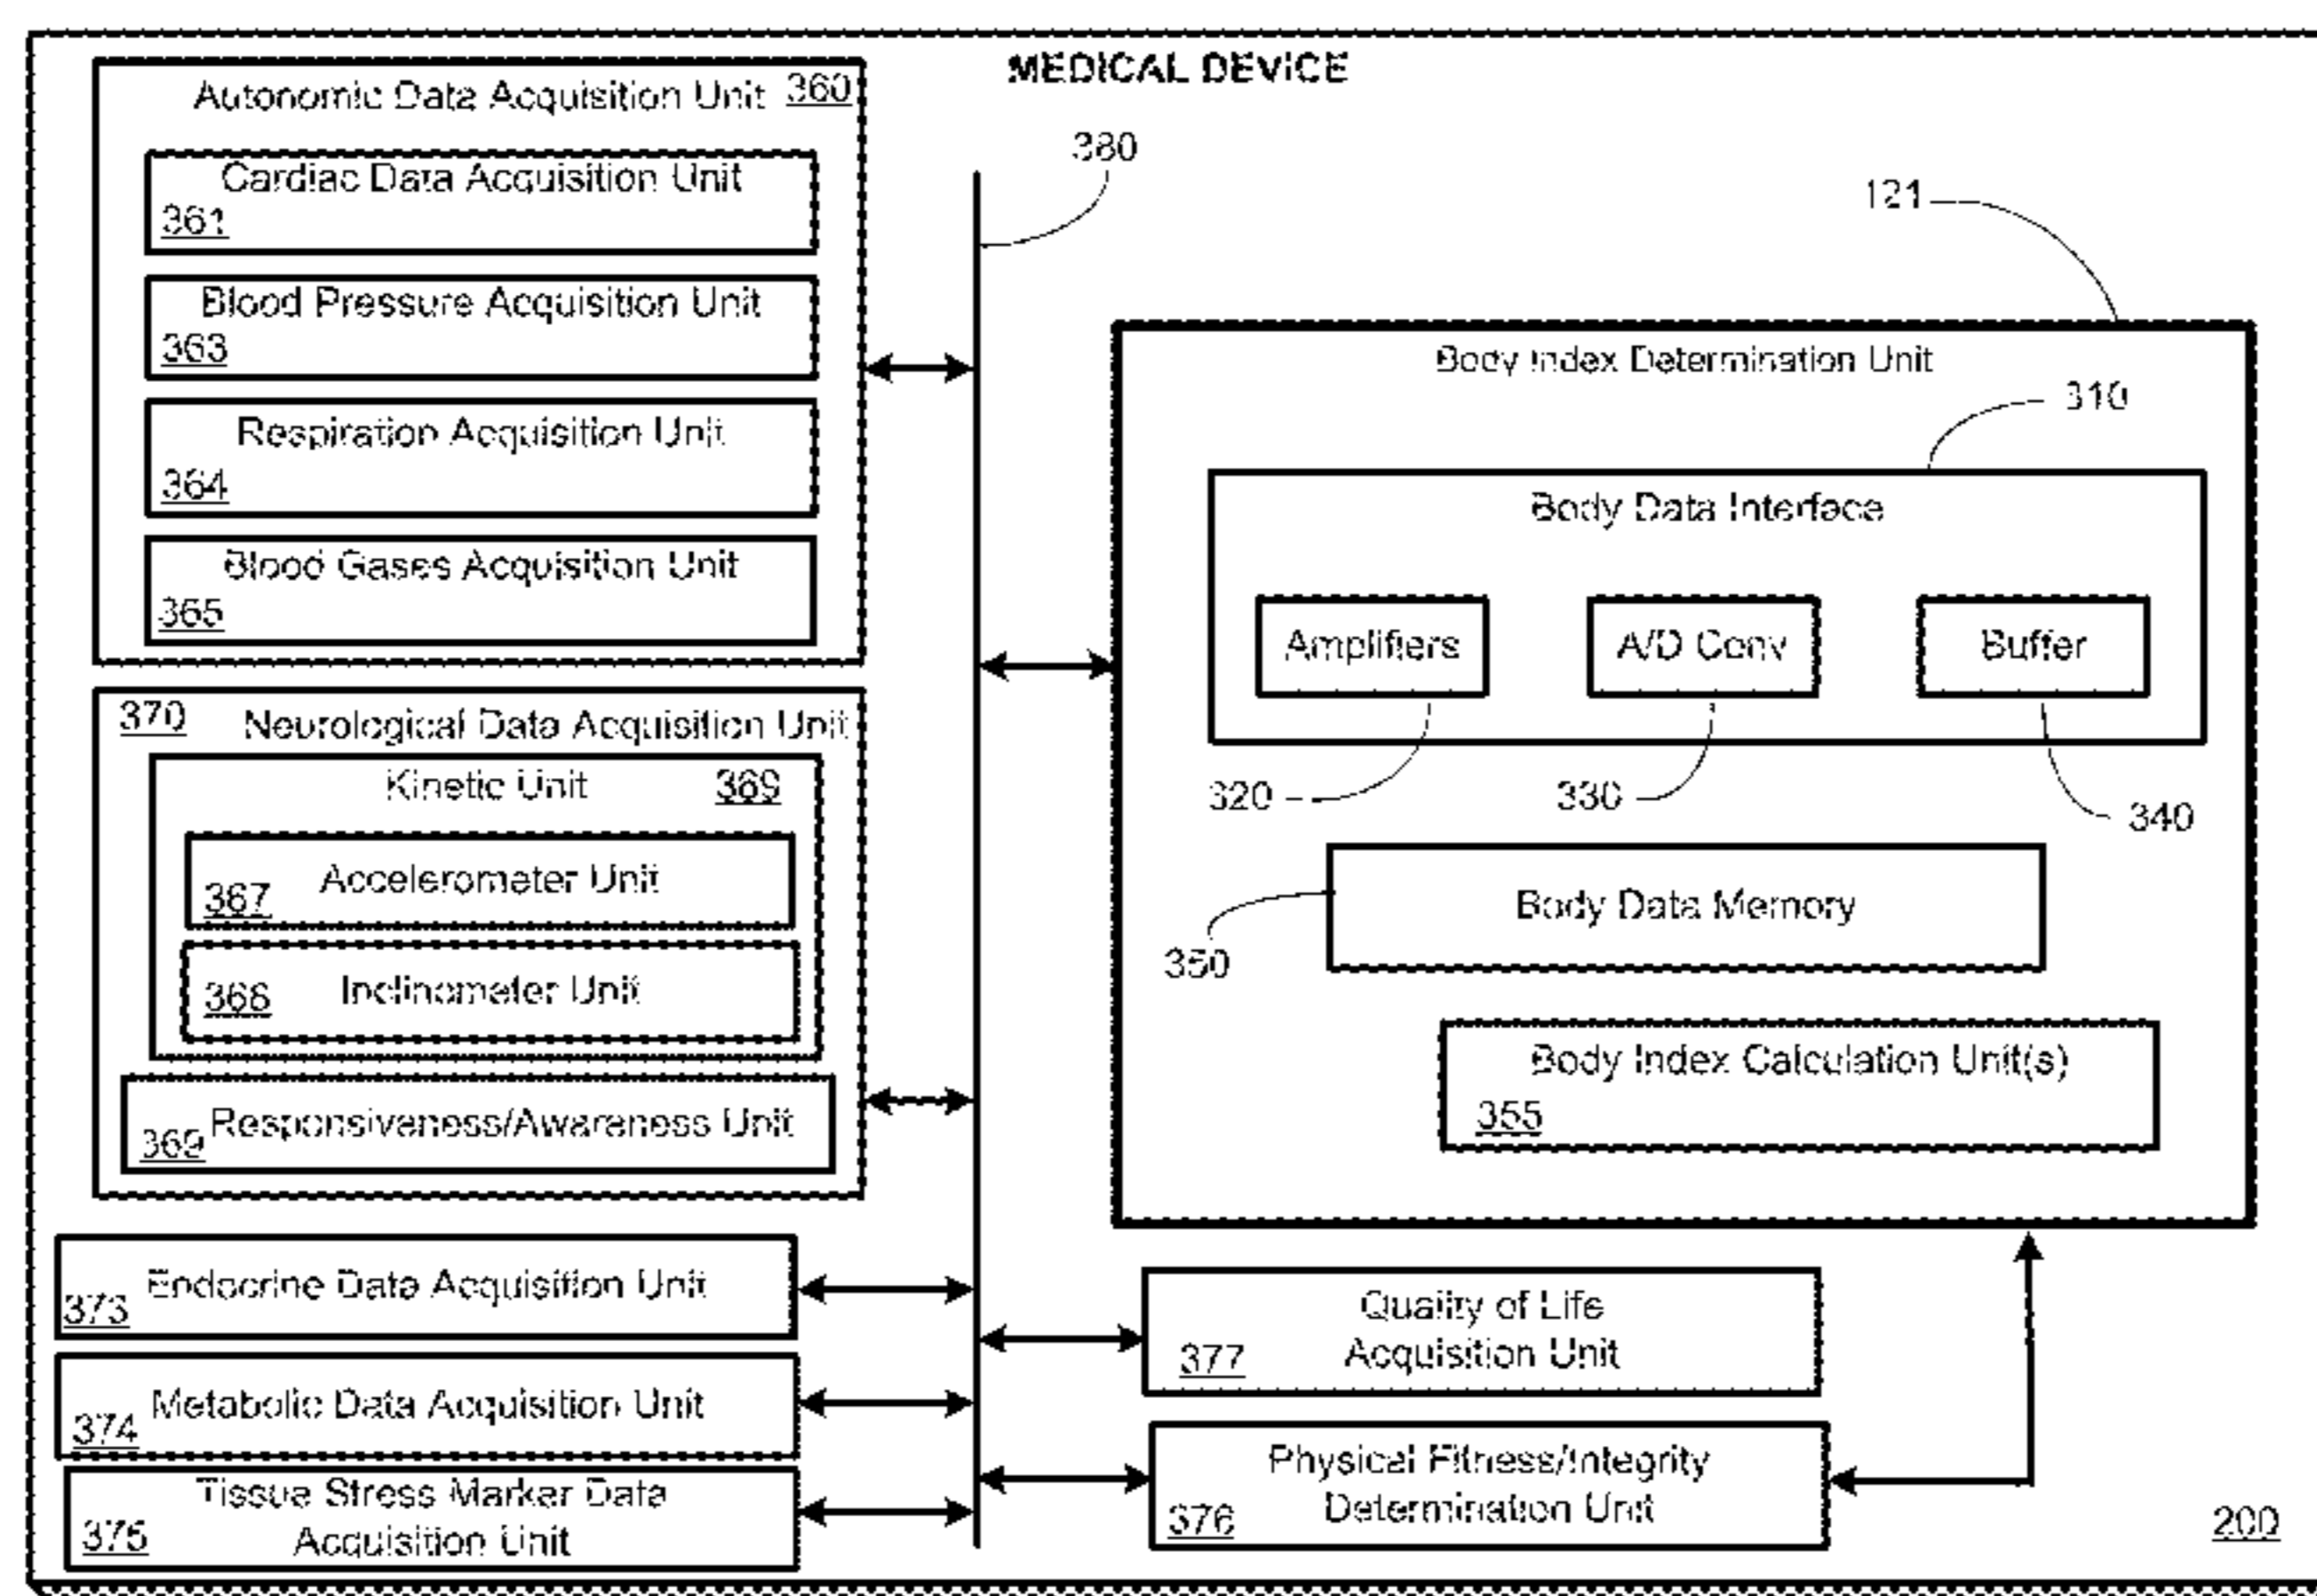 MEDICAL DEVICE
Autonomic Data Acquisition Unit 360
Cardiac Data Acquisition Unit
361
Blood Pressure Acquisition Unit
363
Respiration Acquisition Unit
364
Blood Gases Acquisition Unit
365
370 Neurological Data Acquisition Unit
Kinetic Unit 369
367 Accelerometer Unit
368 Inclinometer Unit
369 Responsiveness/Awareness Unit
Endocrine Data Acquisition Unit
373
Metabolic Data Acquisition Unit
374
Tissue Stress Marker Data
375 Acquisition Unit
380
121
Body Index Determination Unit
310
Body Data Interface
Amplifiers
A/D Conv
Buffer
320
330
340
Body Data Memory
350
Body Index Calculation Unit(s)
355
Quality of Life
377 Acquisition Unit
Physical Fitness/Integrity
376 Determination Unit
200